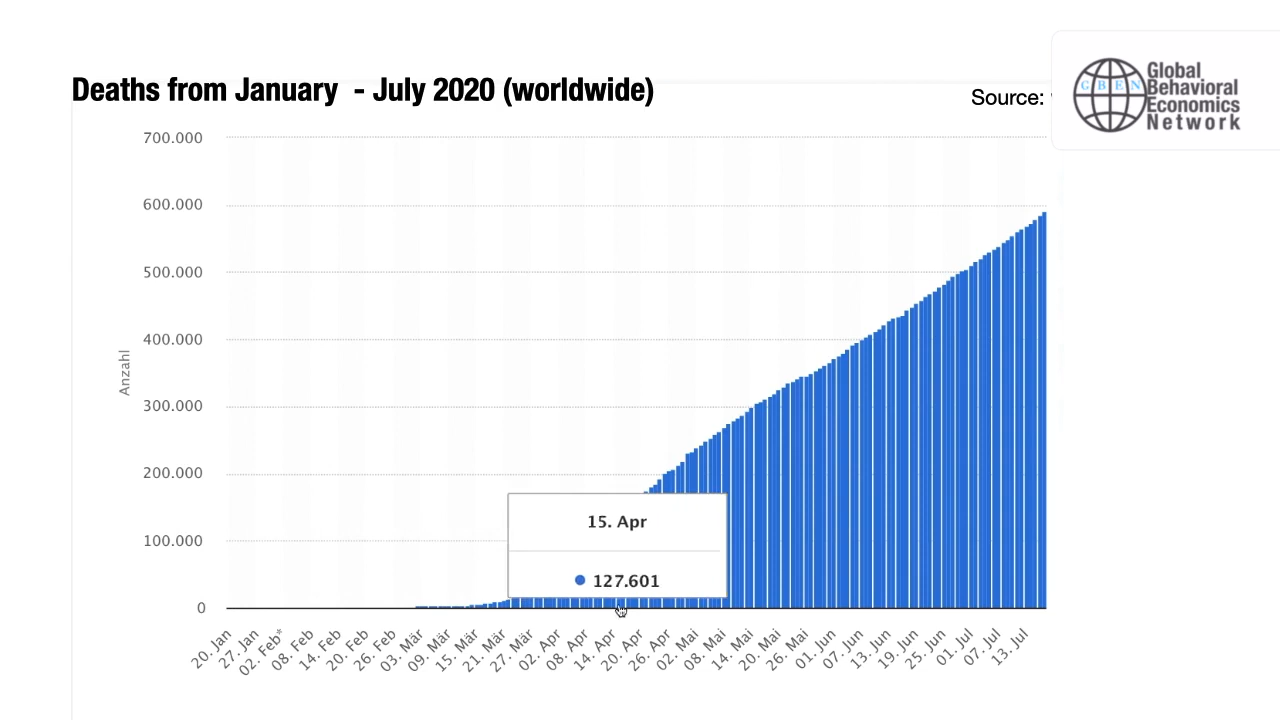 Deaths from January - July 2020 (worldwide)
Source:
G B E N
Global
Behavioral
Economics
Network
700.000
600.000
500.000
400.000
300.000
200.000
100.000
0
Anzahl
15. Apr
127.601
20. Jan
27. Jan
02. Feb*
08. Feb
14. Feb
20. Feb
26. Feb
03. Mär
09. Mär
15. Mär
21. Mär
27. Mär
02. Apr
08. Apr
14. Apr
20. Apr
26. Apr
02. Mai
08. Mai
14. Mai
20. Mai
26. Mai
01. Jun
07. Jun
13. Jun
19. Jun
25. Jun
01. Jul
07. Jul
13. Jul